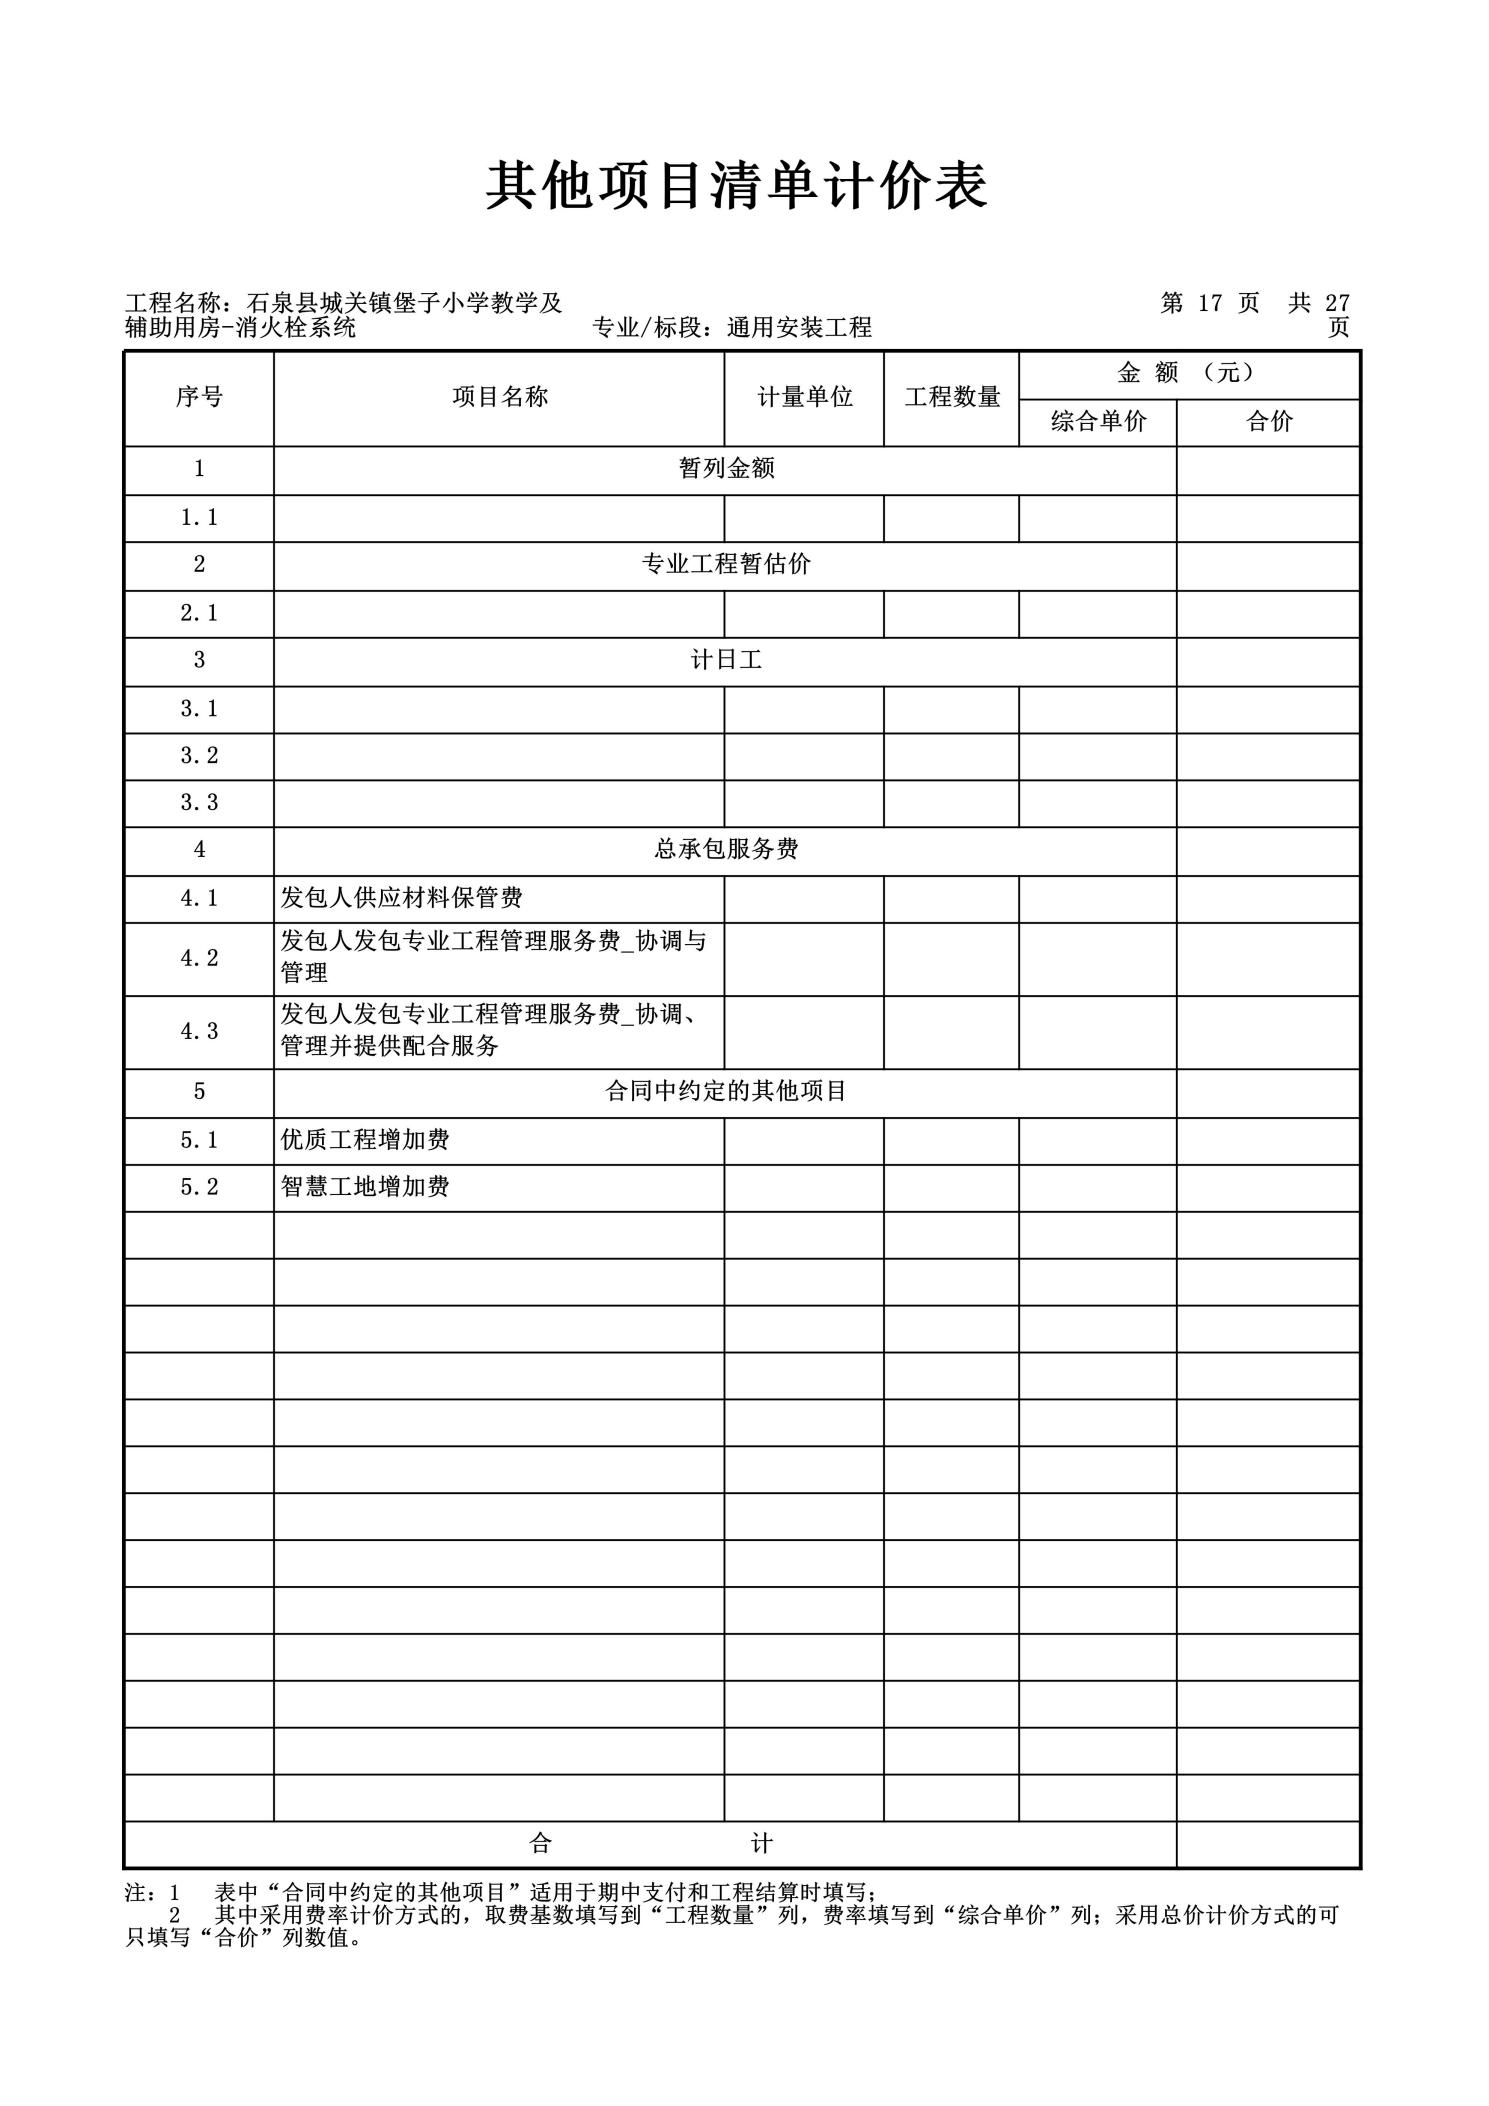 其他项目清单计价表
工程名称：石泉县城关镇堡子小学教学及
辅助用房-消火栓系统
专业/标段：通用安装工程
第 17 页 共 27
页
序号 项目名称 计量单位 工程数量 金 额 （元）
综合单价 合价
1 暂列金额
1.1
2 专业工程暂估价
2.1
3 计日工
3.1
3.2
3.3
4 总承包服务费
4.1 发包人供应材料保管费
4.2 发包人发包专业工程管理服务费_协调与
管理
4.3 发包人发包专业工程管理服务费_协调、
管理并提供配合服务
5 合同中约定的其他项目
5.1 优质工程增加费
5.2 智慧工地增加费
合 计
注：1 表中“合同中约定的其他项目”适用于期中支付和工程结算时填写；
2 其中采用费率计价方式的，取费基数填写到“工程数量”列，费率填写到“综合单价”列；采用总价计价方式的可
只填写“合价”列数值。